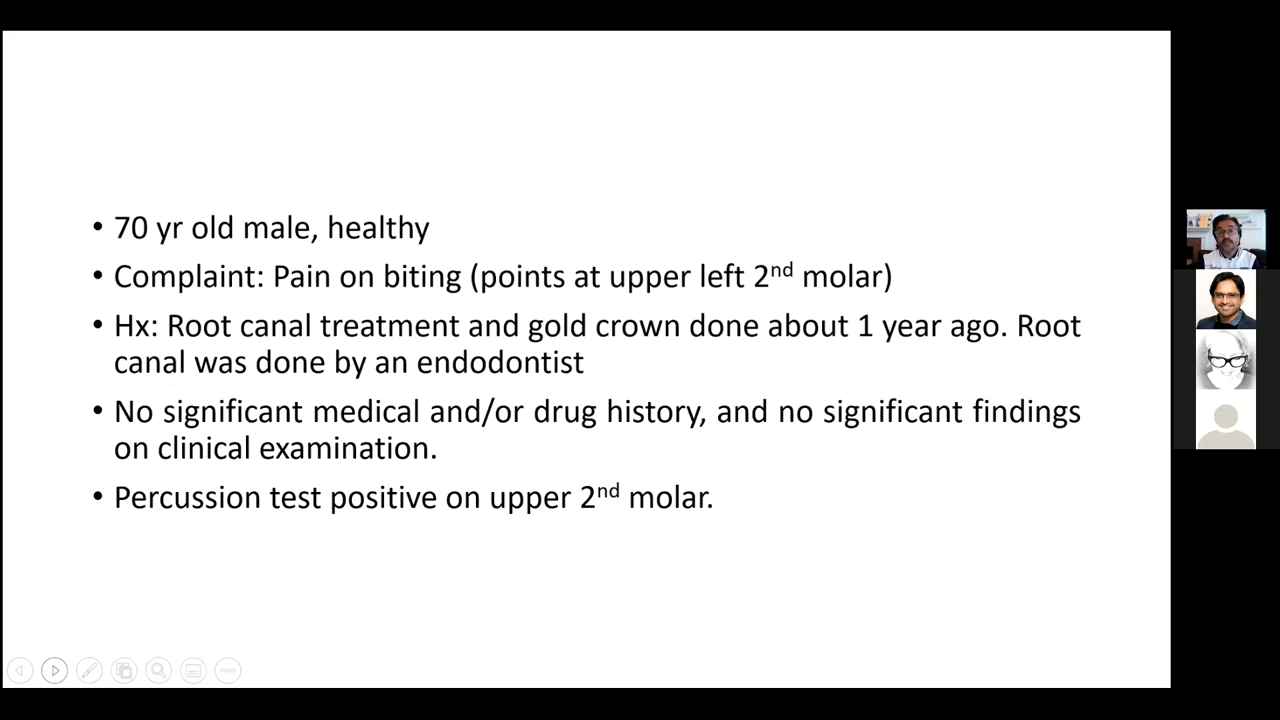 • 70 yr old male, healthy
• Complaint: Pain on biting (points at upper left 2nd molar)
• Hx: Root canal treatment and gold crown done about 1 year ago. Root
canal was done by an endodontist
• No significant medical and/or drug history, and no significant findings
on clinical examination.
• Percussion test positive on upper 2nd molar.